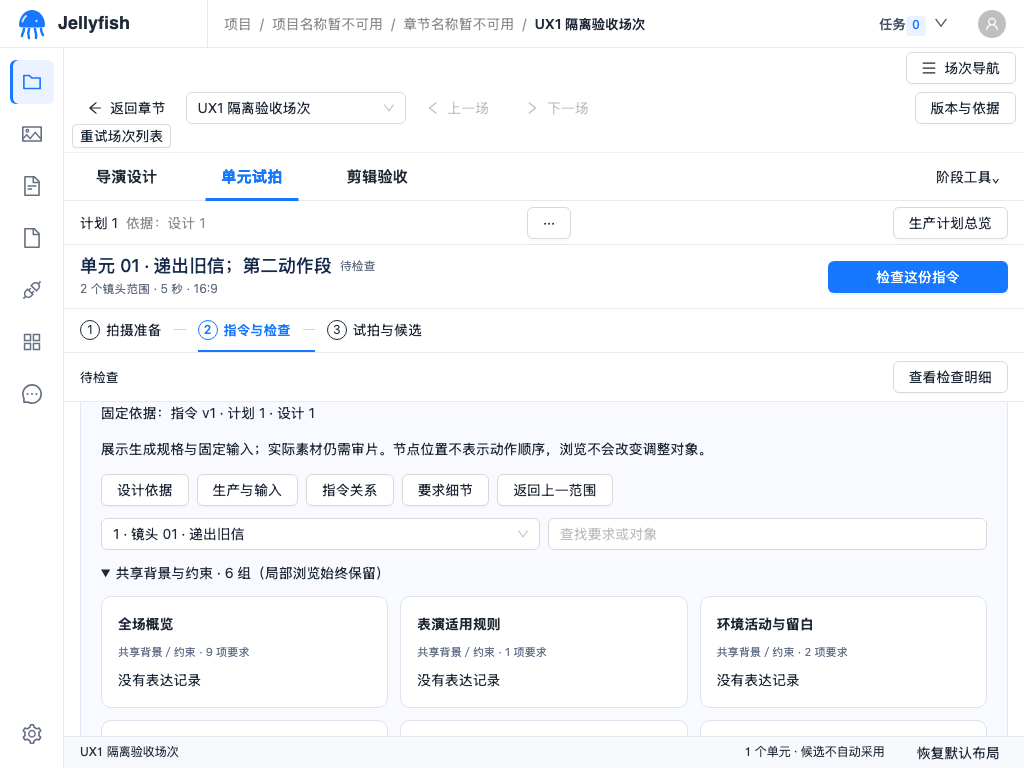 Jellyfish
项目 / 项目名称暂不可用 / 章节名称暂不可用 / UX1 隔离验收场次
任务 0
场次导航
返回章节
UX1 隔离验收场次
上一场
下一场
版本与依据
重试场次列表
导演设计
单元试拍
剪辑验收
阶段工具
计划 1 依据：设计 1
...
生产计划总览
单元 01 · 递出旧信；第二动作段 待检查
2 个镜头范围 · 5 秒 · 16:9
检查这份指令
1 拍摄准备
2 指令与检查
3 试拍与候选
待检查
查看检查明细
固定依据：指令 v1 · 计划 1 · 设计 1
展示生成规格与固定输入；实际素材仍需审片。节点位置不表示动作顺序，浏览不会改变调整对象。
设计依据
生产与输入
指令关系
要求细节
返回上一范围
1 · 镜头 01 · 递出旧信
查找要求或对象
▼ 共享背景与约束 · 6 组（局部浏览始终保留）
全场概览
共享背景 / 约束 · 9 项要求
没有表达记录
表演适用规则
共享背景 / 约束 · 1 项要求
没有表达记录
环境活动与留白
共享背景 / 约束 · 2 项要求
没有表达记录
UX1 隔离验收场次
1 个单元 · 候选不自动采用
恢复默认布局